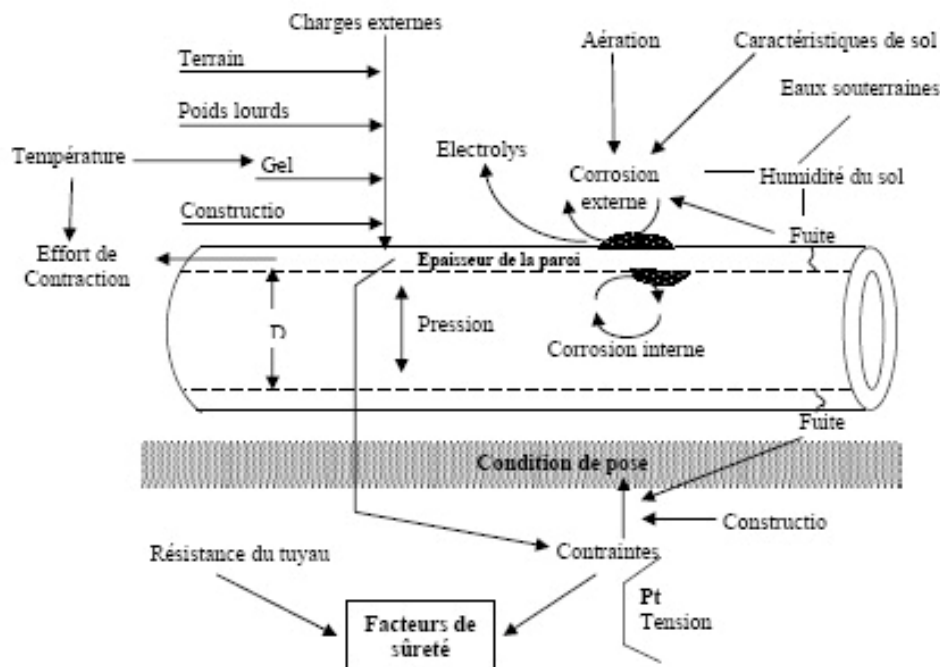 Charges externes
Aération
Caractéristiques de sol
Terrain
Eaux souterraines
Poids lourds
Température
Gel
Electrolys
Corrosion
externe
Humidité du sol
Constructio
Fuite
Effort de
Contraction
Epaisseur de la paroi
D
Pression
Corrosion interne
Fuite
Condition de pose
Constructio
Résistance du tuyau
Contraintes
Pt
Tension
Facteurs de
sûreté